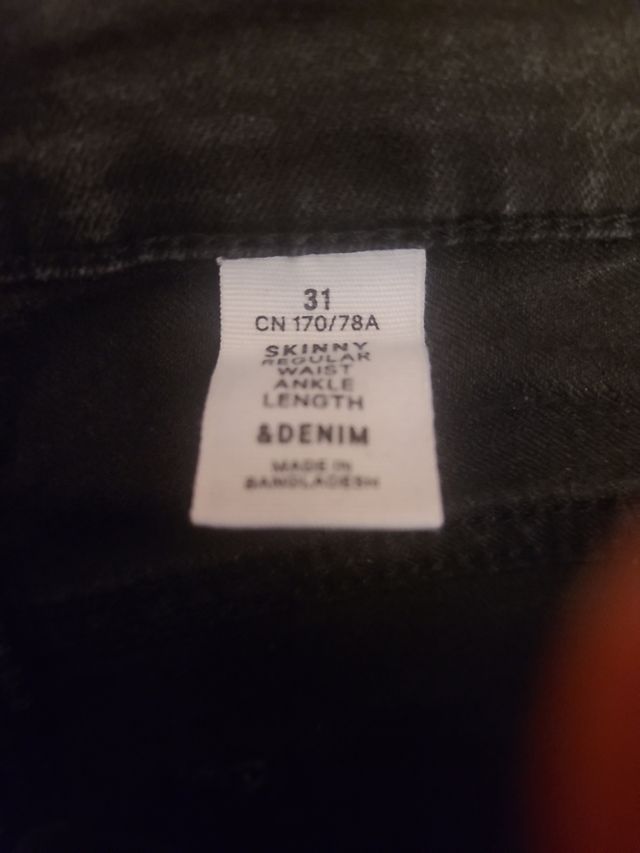 31
CN 170/78A
SKINNY
REGULAR
WAIST
ANKLE
LENGTH
&DENIM
MADE IN
BANGLADESH